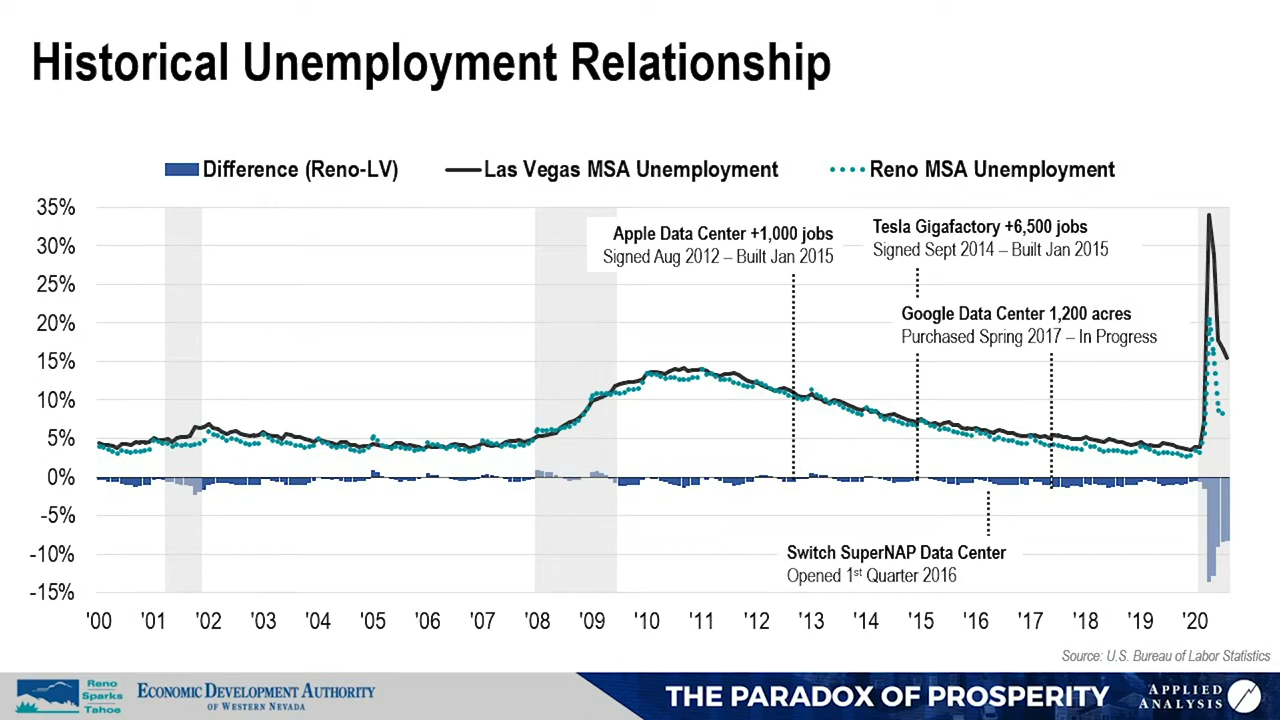 Historical Unemployment Relationship
Difference (Reno-LV)
Las Vegas MSA Unemployment
Reno MSA Unemployment
35%
30%
25%
20%
15%
10%
5%
0%
-5%
-10%
-15%
Apple Data Center +1,000 jobs
Signed Aug 2012 – Built Jan 2015
Tesla Gigafactory +6,500 jobs
Signed Sept 2014 – Built Jan 2015
Google Data Center 1,200 acres
Purchased Spring 2017 – In Progress
Switch SuperNAP Data Center
Opened 1st Quarter 2016
'00 '01 '02 '03 '04 '05 '06 '07 '08 '09 '10 '11 '12 '13 '14 '15 '16 '17 '18 '19 '20
Source: U.S. Bureau of Labor Statistics
Reno
Sparks
Tahoe
ECONOMIC DEVELOPMENT AUTHORITY
OF WESTERN NEVADA
THE PARADOX OF PROSPERITY
APPLIED
ANALYSIS